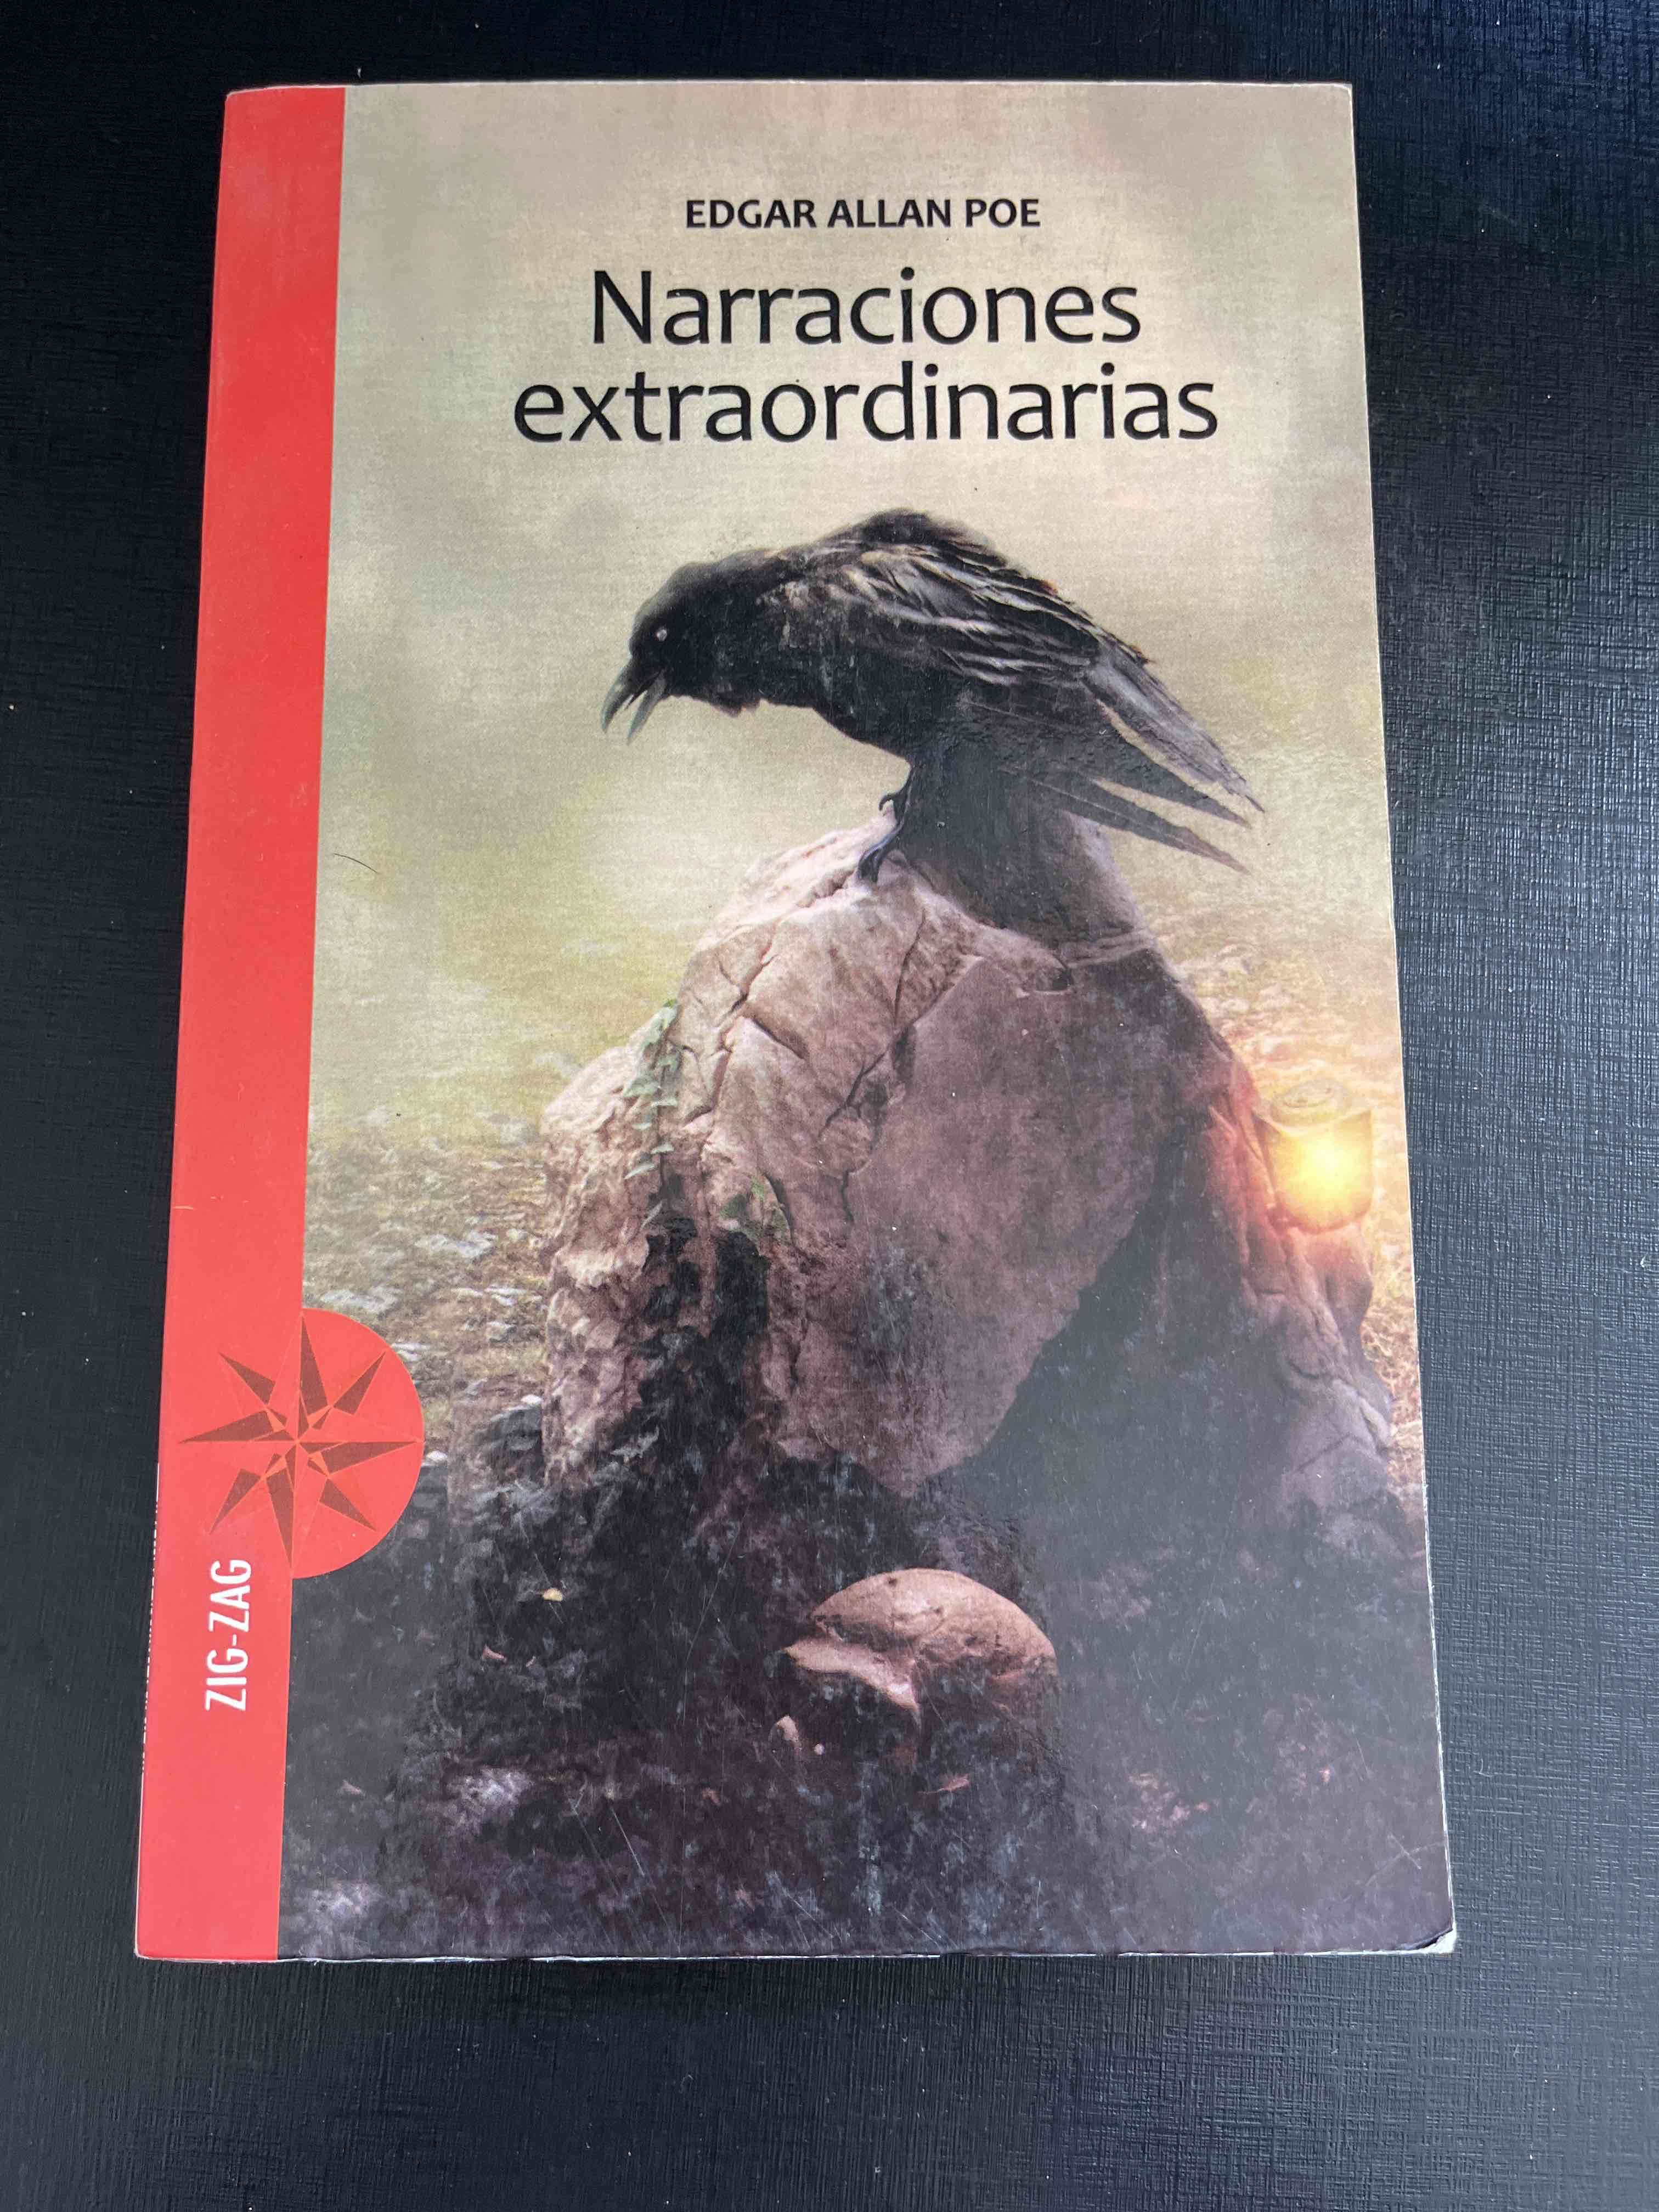 EDGAR ALLAN POE
Narraciones
extraordinarias
ZIG-ZAG